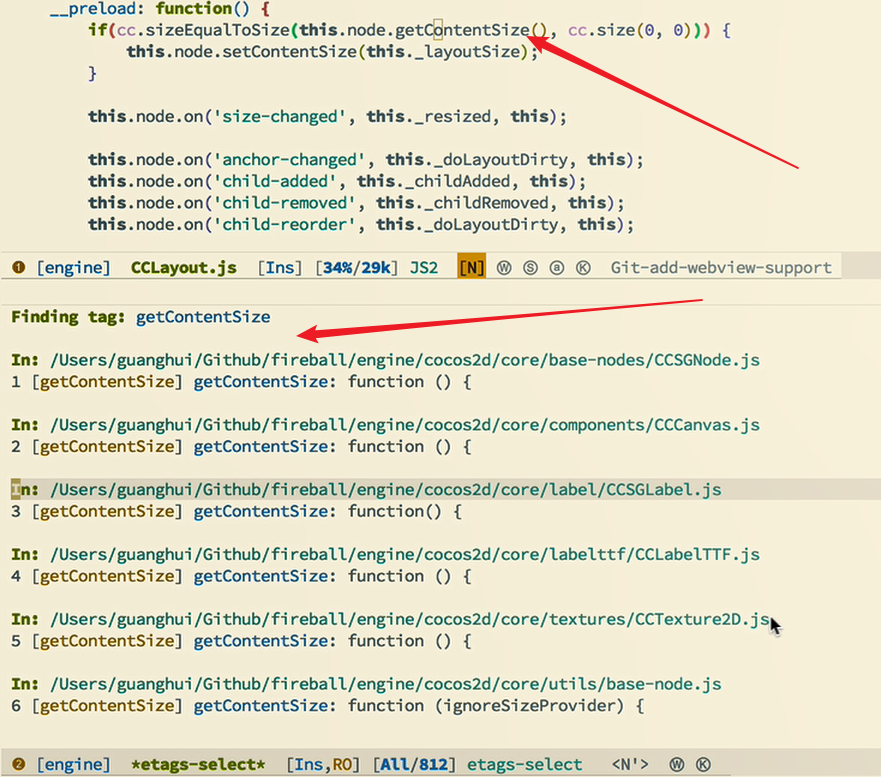 __preload: function() {
if(cc.sizeEqualToSize(this.node.getContentSize(), cc.size(0, 0))) {
this.node.setContentSize(this._layoutSize);
}
this.node.on('size-changed', this._resized, this);
this.node.on('anchor-changed', this._doLayoutDirty, this);
this.node.on('child-added', this._childAdded, this);
this.node.on('child-removed', this._childRemoved, this);
this.node.on('child-reorder', this._doLayoutDirty, this);
❶ [engine] CCLayout.js [Ins] [34%/29k] JS2 [N] Ⓦ Ⓢ ⓐ Ⓚ Git-add-webview-support
Finding tag: getContentSize
In: /Users/guanghui/Github/fireball/engine/cocos2d/core/base-nodes/CCSGNode.js
1 [getContentSize] getContentSize: function () {
In: /Users/guanghui/Github/fireball/engine/cocos2d/core/components/CCCanvas.js
2 [getContentSize] getContentSize: function () {
In: /Users/guanghui/Github/fireball/engine/cocos2d/core/label/CCSGLabel.js
3 [getContentSize] getContentSize: function() {
In: /Users/guanghui/Github/fireball/engine/cocos2d/core/labelttf/CCLabelTTF.js
4 [getContentSize] getContentSize: function () {
In: /Users/guanghui/Github/fireball/engine/cocos2d/core/textures/CCTexture2D.js
5 [getContentSize] getContentSize: function () {
In: /Users/guanghui/Github/fireball/engine/cocos2d/core/utils/base-node.js
6 [getContentSize] getContentSize: function (ignoreSizeProvider) {
❷ [engine] *etags-select* [Ins,RO] [All/812] etags-select <N'> Ⓦ Ⓚ